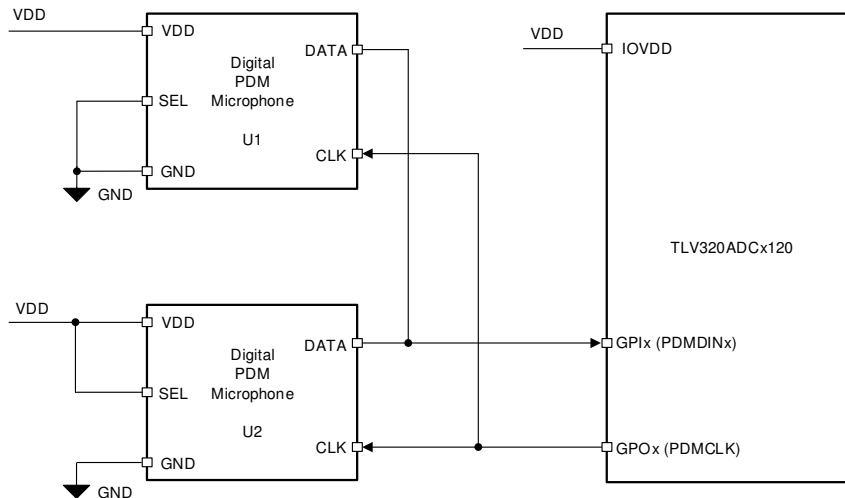 VDD
VDD
SEL
GND
GND
Digital
PDM
Microphone
U1
DATA
CLK
VDD
VDD
SEL
GND
GND
Digital
PDM
Microphone
U2
DATA
CLK
VDD
IOVDD
TLV320ADCx120
GPIx (PDMDINx)
GPOx (PDMCLK)